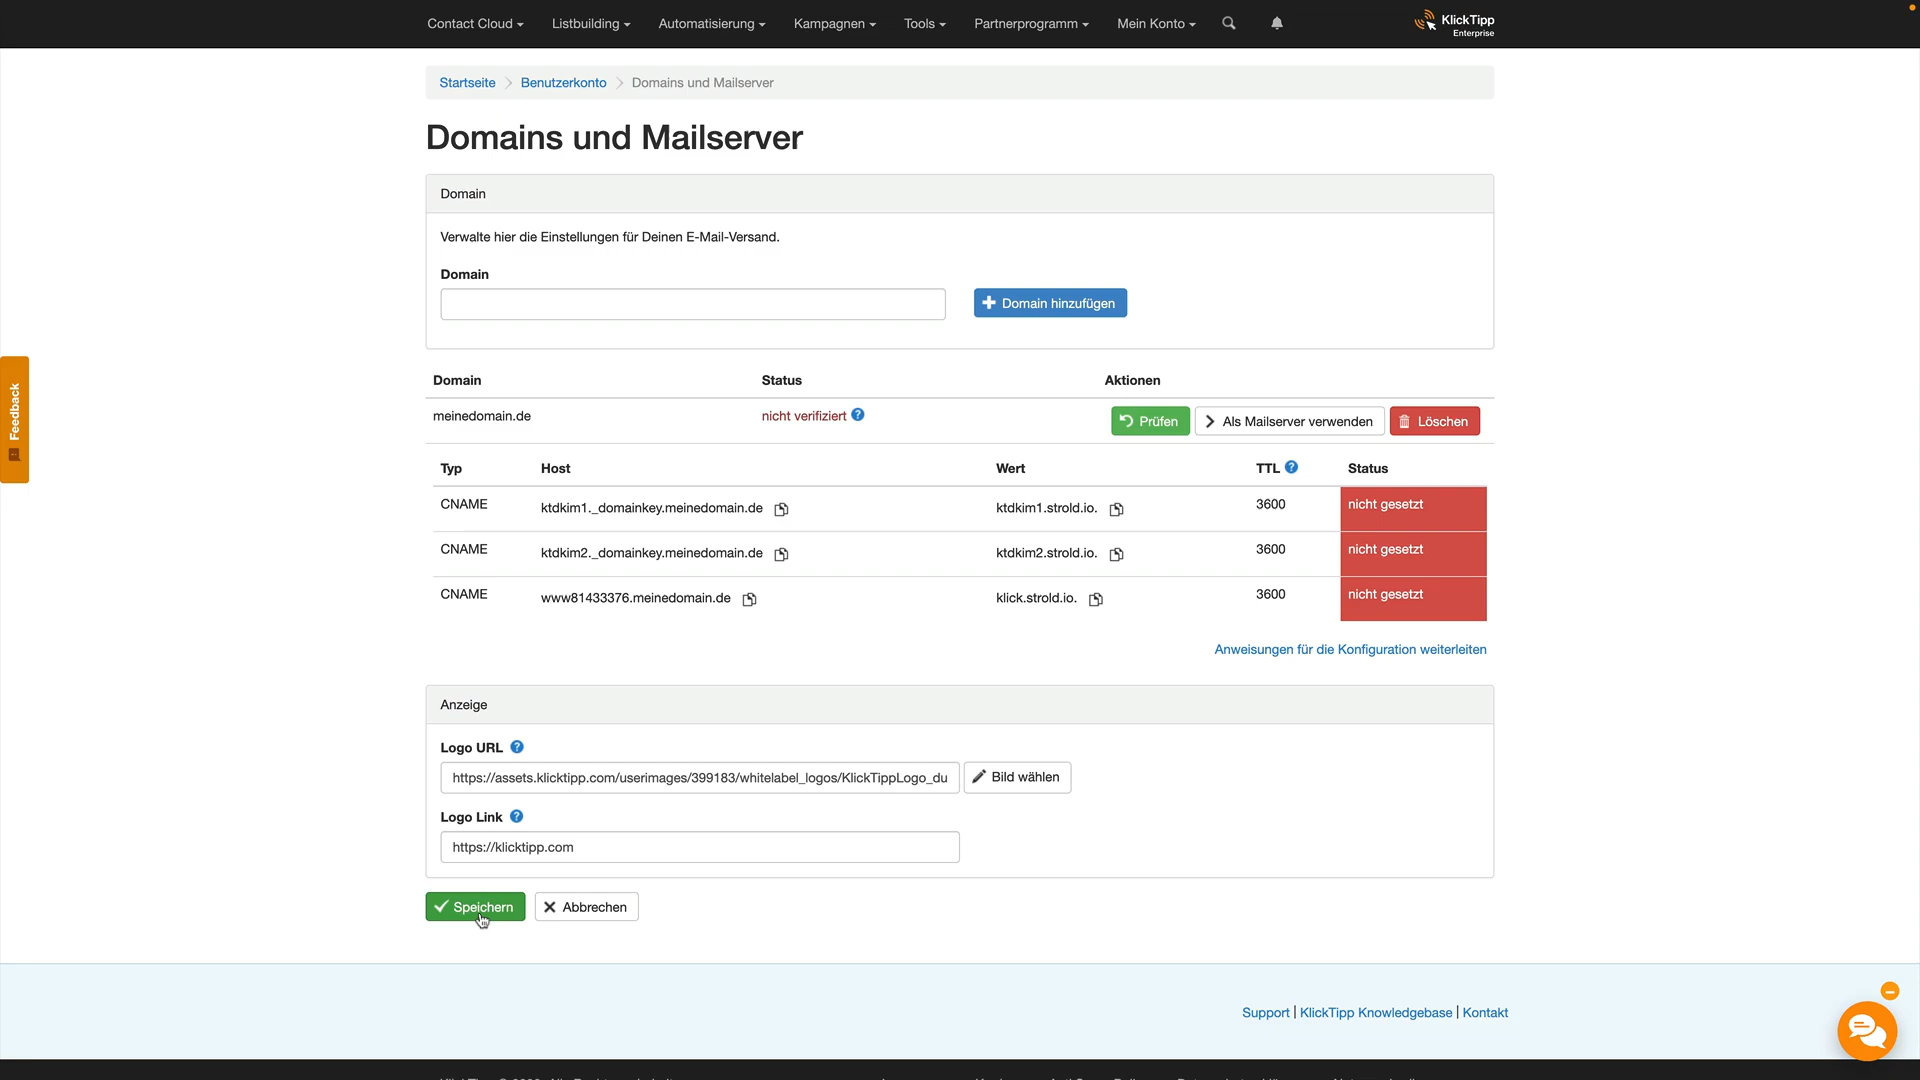 Contact Cloud Listbuilding Automatisierung Kampagnen Tools Partnerprogramm Mein Konto KlickTipp
Enterprise
Startseite Benutzerkonto Domains und Mailserver
Domains und Mailserver
Domain
Verwalte hier die Einstellungen für Deinen E-Mail-Versand.
Domain
Domain hinzufügen
Feedback
Domain Status Aktionen
meinedomain.de nicht verifiziert Prüfen Als Mailserver verwenden Löschen
Typ Host Wert TTL Status
CNAME ktdkim1._domainkey.meinedomain.de ktdkim1.strold.io. 3600 nicht gesetzt
CNAME ktdkim2._domainkey.meinedomain.de ktdkim2.strold.io. 3600 nicht gesetzt
CNAME www81433376.meinedomain.de klick.strold.io. 3600 nicht gesetzt
Anweisungen für die Konfiguration weiterleiten
Anzeige
Logo URL
https://assets.klicktipp.com/userimages/399183/whitelabel_logos/KlickTippLogo_du Bild wählen
Logo Link
https://klicktipp.com
Speichern Abbrechen
Support | KlickTipp Knowledgebase | Kontakt